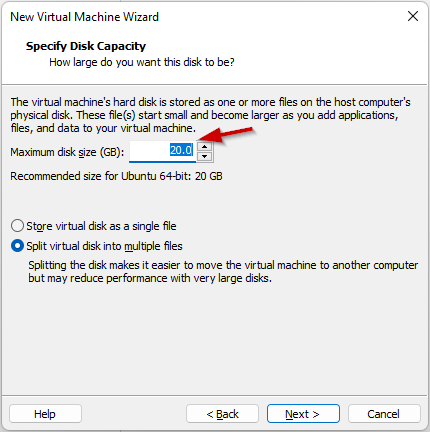 New Virtual Machine Wizard
Specify Disk Capacity
How large do you want this disk to be?
The virtual machine's hard disk is stored as one or more files on the host computer's
physical disk. These file(s) start small and become larger as you add applications,
files, and data to your virtual machine.
Maximum disk size (GB): 20.0
Recommended size for Ubuntu 64-bit: 20 GB
Store virtual disk as a single file
Split virtual disk into multiple files
Splitting the disk makes it easier to move the virtual machine to another computer
but may reduce performance with very large disks.
Help < Back Next > Cancel